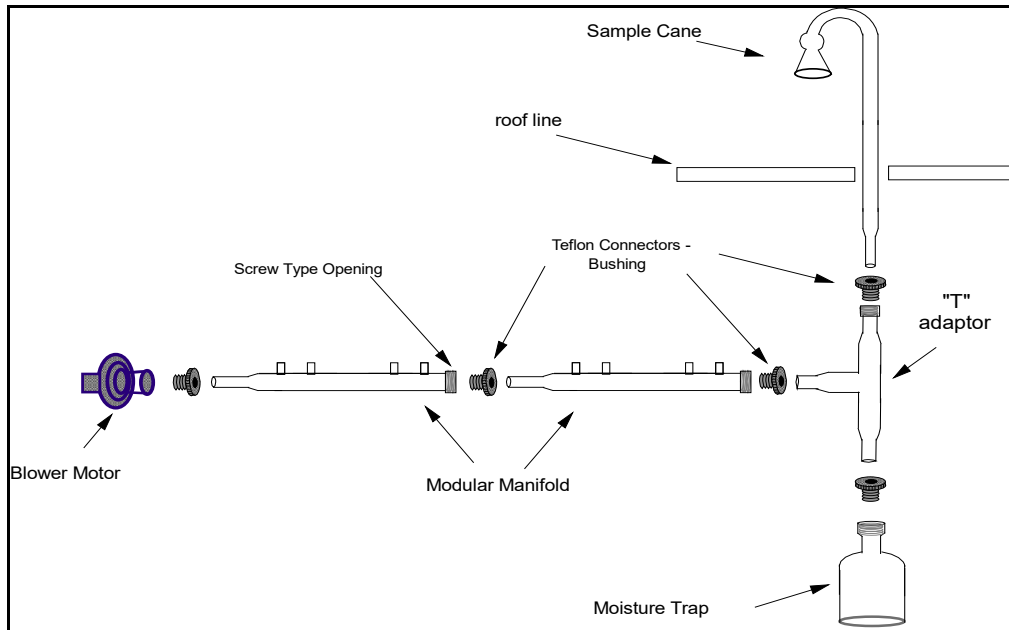 Sample Cane
roof line
Teflon Connectors -
Bushing
Screw Type Opening
"T"
adaptor
Blower Motor
Modular Manifold
Moisture Trap